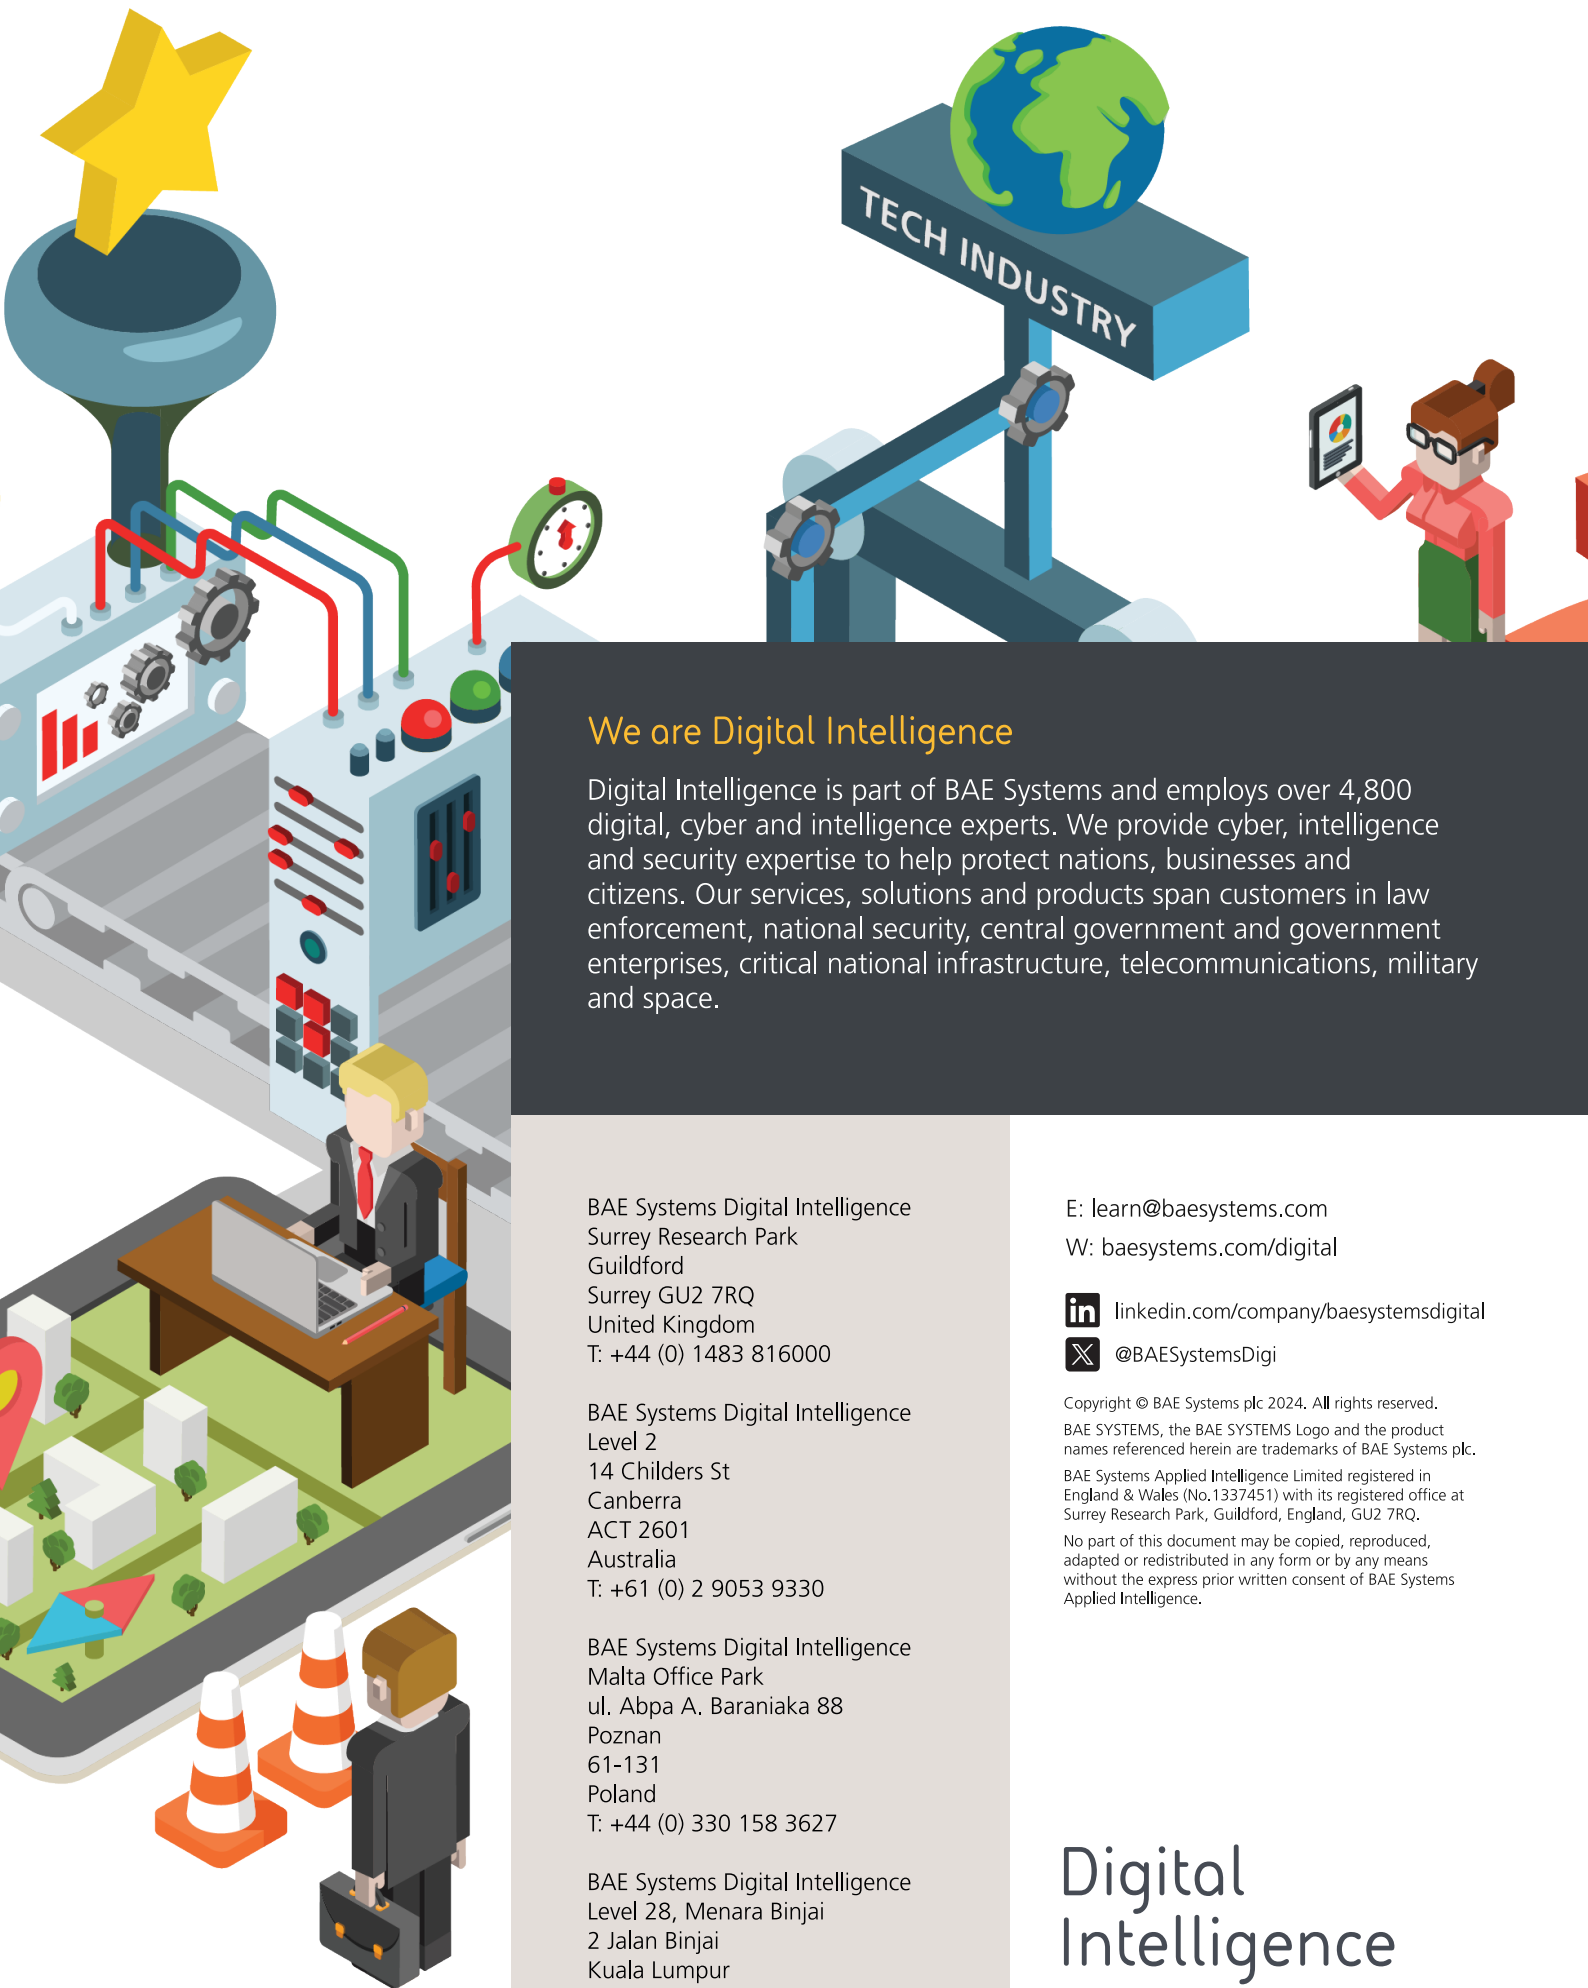 TECH INDUSTRY
We are Digital Intelligence
Digital Intelligence is part of BAE Systems and employs over 4,800
digital, cyber and intelligence experts. We provide cyber, intelligence
and security expertise to help protect nations, businesses and
citizens. Our services, solutions and products span customers in law
enforcement, national security, central government and government
enterprises, critical national infrastructure, telecommunications, military
and space.
BAE Systems Digital Intelligence
Surrey Research Park
Guildford
Surrey GU2 7RQ
United Kingdom
T: +44 (0) 1483 816000
BAE Systems Digital Intelligence
Level 2
14 Childers St
Canberra
ACT 2601
Australia
T: +61 (0) 2 9053 9330
BAE Systems Digital Intelligence
Malta Office Park
ul. Abpa A. Baraniaka 88
Poznan
61-131
Poland
T: +44 (0) 330 158 3627
BAE Systems Digital Intelligence
Level 28, Menara Binjai
2 Jalan Binjai
Kuala Lumpur
E: learn@baesystems.com
W: baesystems.com/digital
in linkedin.com/company/baesystemsdigital
X @BAESystemsDigi
Copyright © BAE Systems plc 2024. All rights reserved.
BAE SYSTEMS, the BAE SYSTEMS Logo and the product
names referenced herein are trademarks of BAE Systems plc.
BAE Systems Applied Intelligence Limited registered in
England & Wales (No.1337451) with its registered office at
Surrey Research Park, Guildford, England, GU2 7RQ.
No part of this document may be copied, reproduced,
adapted or redistributed in any form or by any means
without the express prior written consent of BAE Systems
Applied Intelligence.
Digital
Intelligence